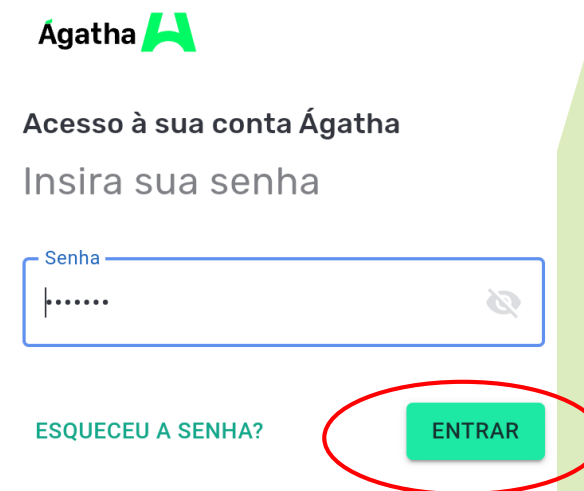 Ágatha
Acesso à sua conta Ágatha
Insira sua senha
Senha
•••••••
ESQUECEU A SENHA?
ENTRAR